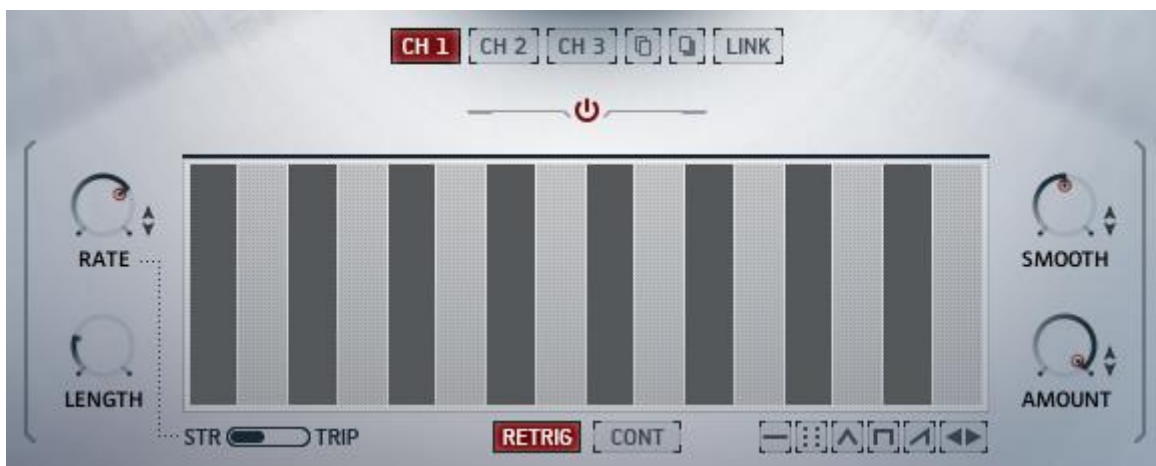 CH 1 CH 2 CH 3 LINK
RATE
SMOOTH
LENGTH
AMOUNT
STR TRIP RETRIG CONT